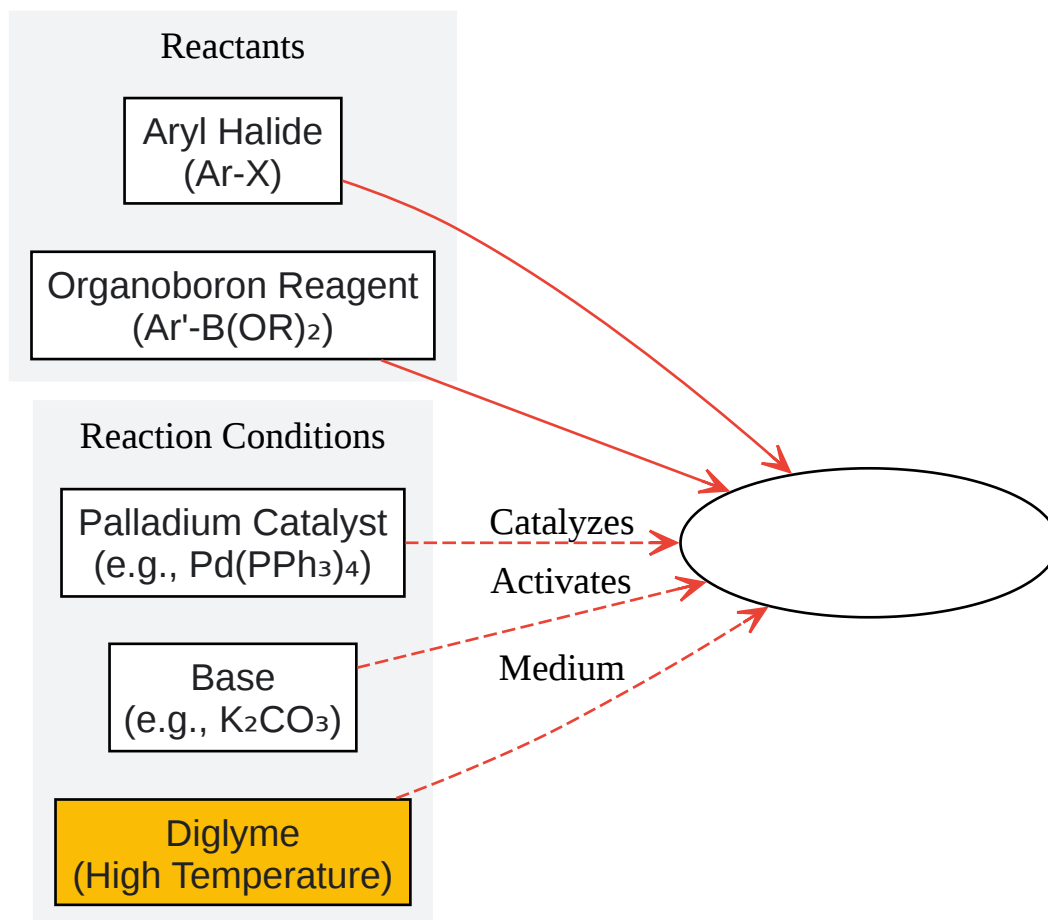 Reactants
Aryl Halide
(Ar-X)
Organoboron Reagent
(Ar'-B(OR)₂)
Reaction Conditions
Palladium Catalyst
(e.g., Pd(PPh₃)₄)
Catalyzes
Activates
Base
(e.g., K₂CO₃)
Medium
Diglyme
(High Temperature)